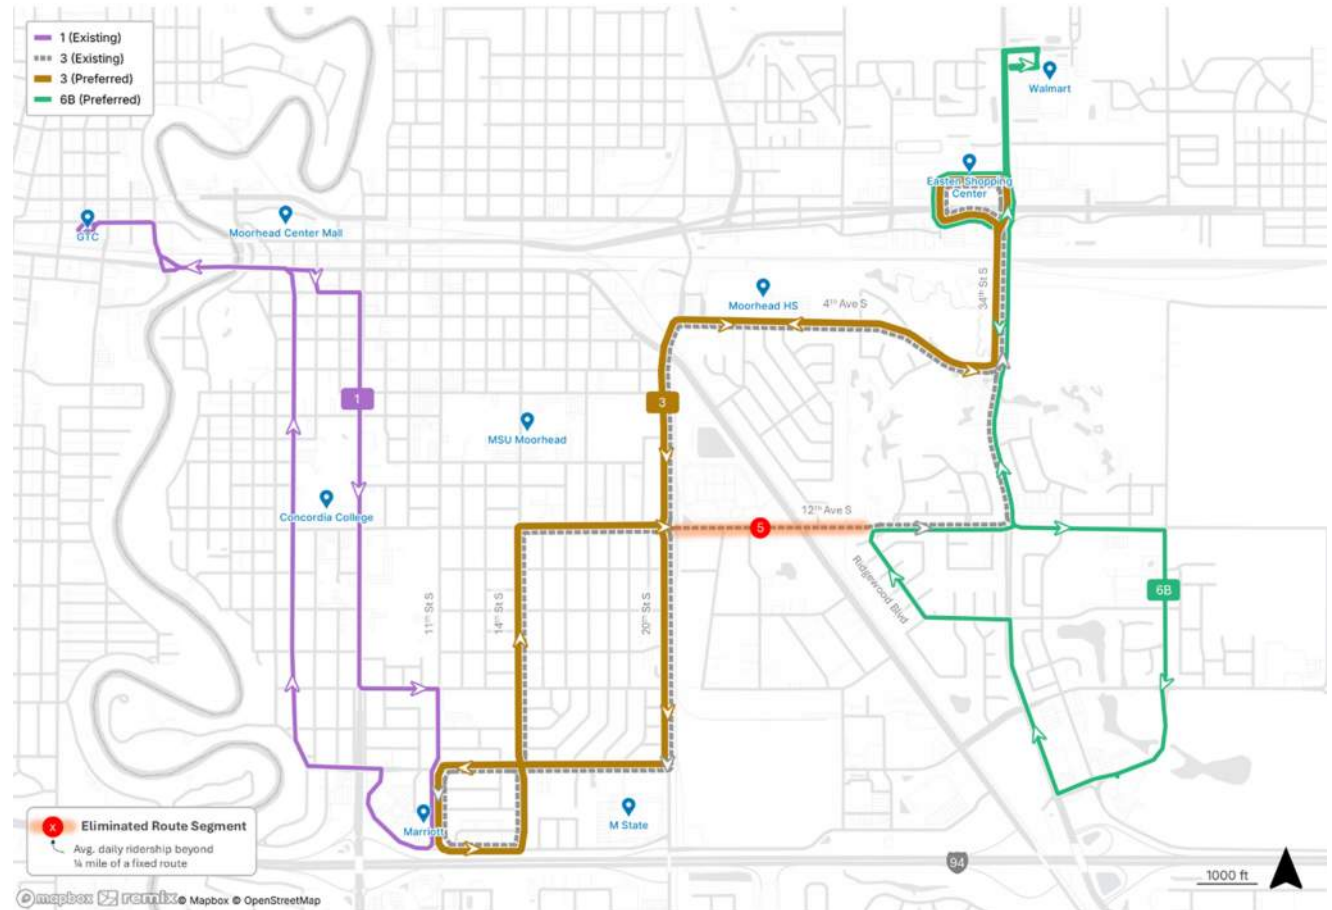 1 (Existing)
3 (Existing)
3 (Preferred)
6B (Preferred)
Walmart
Easten Shopping
Center
GTC
Moorhead Center Mall
34th St S
Moorhead HS
4th Ave S
1
3
MSU Moorhead
Concordia College
12th Ave S
5
Ridgewood Blvd
6B
11th St S
14th St S
20th St S
Marriott
M State
x Eliminated Route Segment
Avg. daily ridership beyond
¼ mile of a fixed route
94
1000 ft
mapbox remix © Mapbox © OpenStreetMap